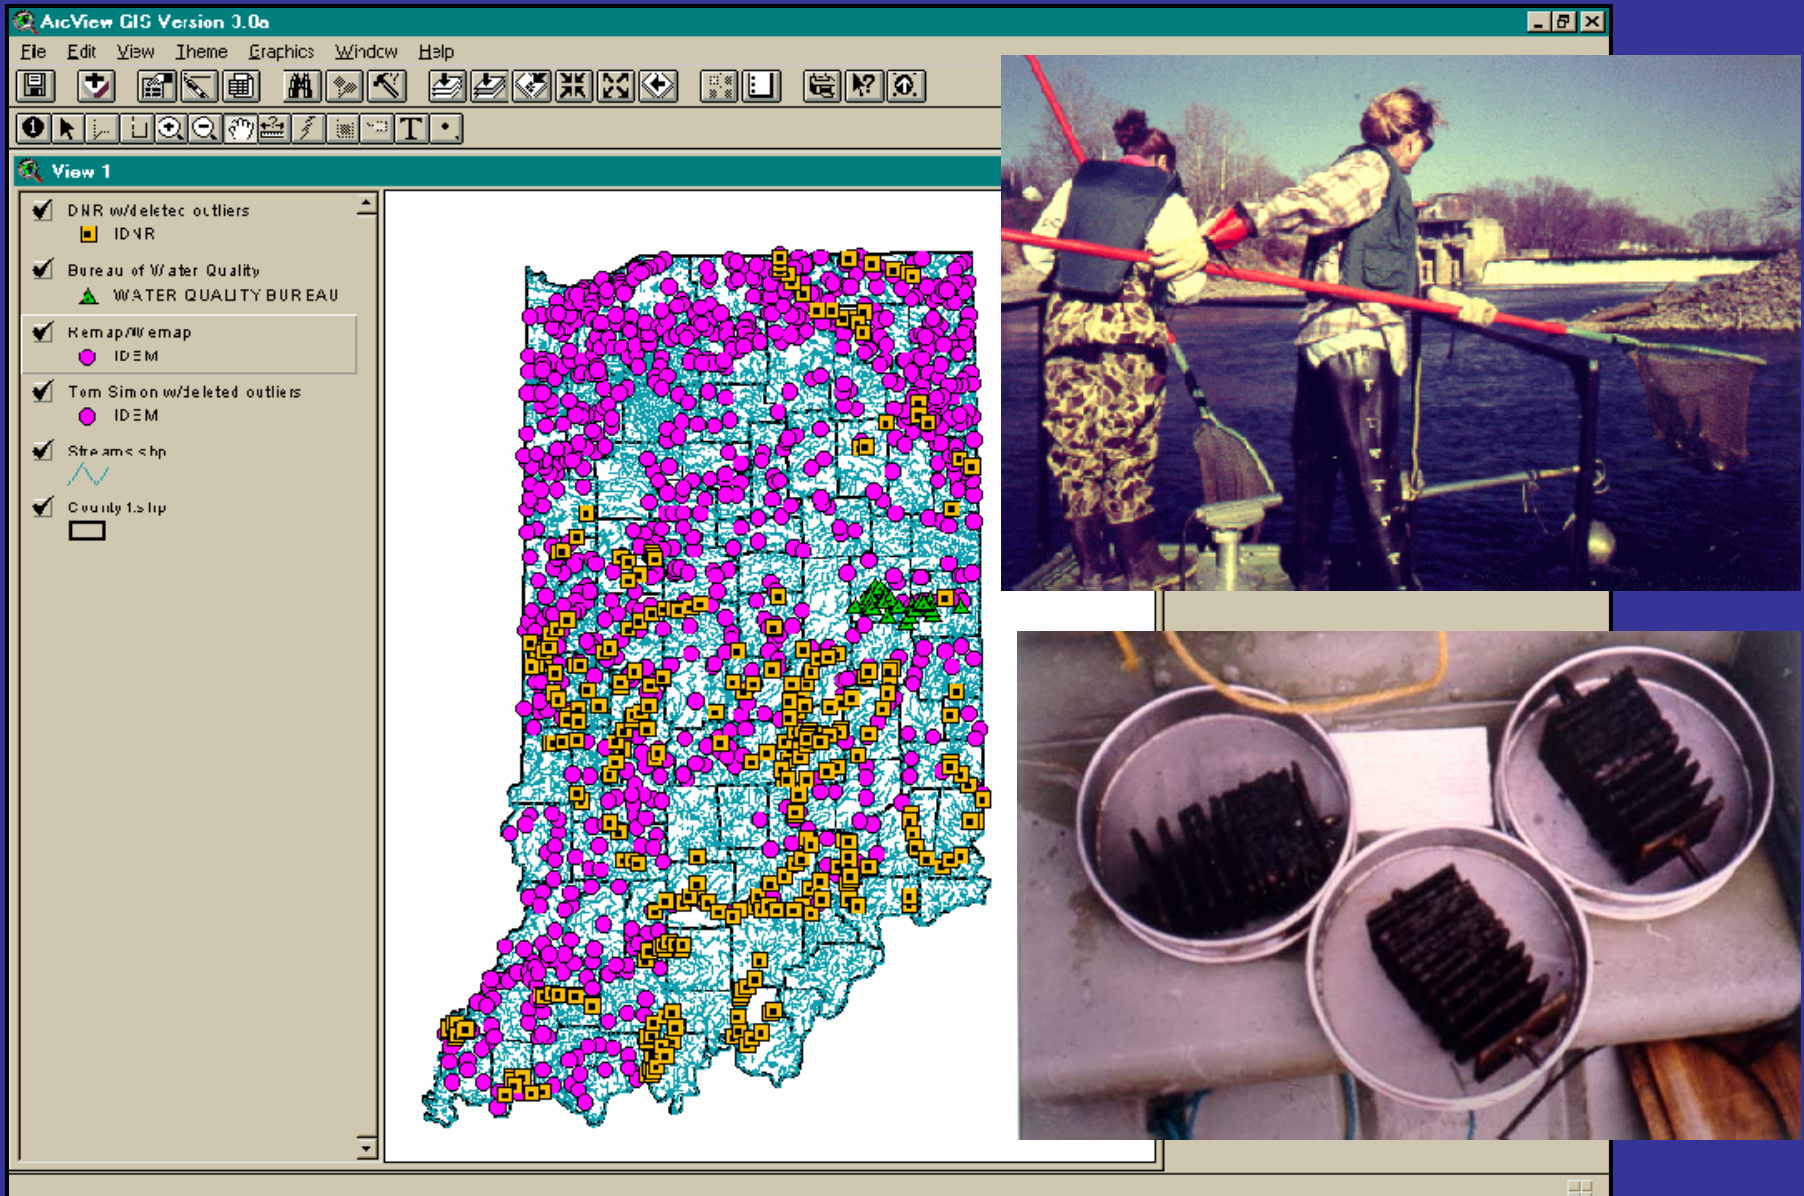 ArcView GIS Version 3.0a
File Edit View Theme Graphics Window Help
View 1
DNR w/deleted outliers
IDNR
Bureau of Water Quality
WATER QUALITY BUREAU
Remap/Wemap
IDEM
Tom Simon w/deleted outliers
IDEM
Streams.shp
County1.shp